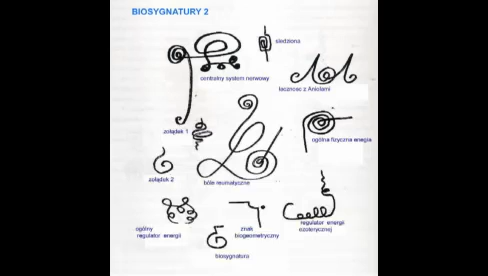 BIOSYGNATURY 2
śledziona
centralny system nerwowy
łączność z Aniołami
żołądek 1
ogólna fizyczna energia
żołądek 2
bóle reumatyczne
ogólny
regulator energii
znak
biogeometryczny
regulator energii
ezoterycznej
biosygnatura